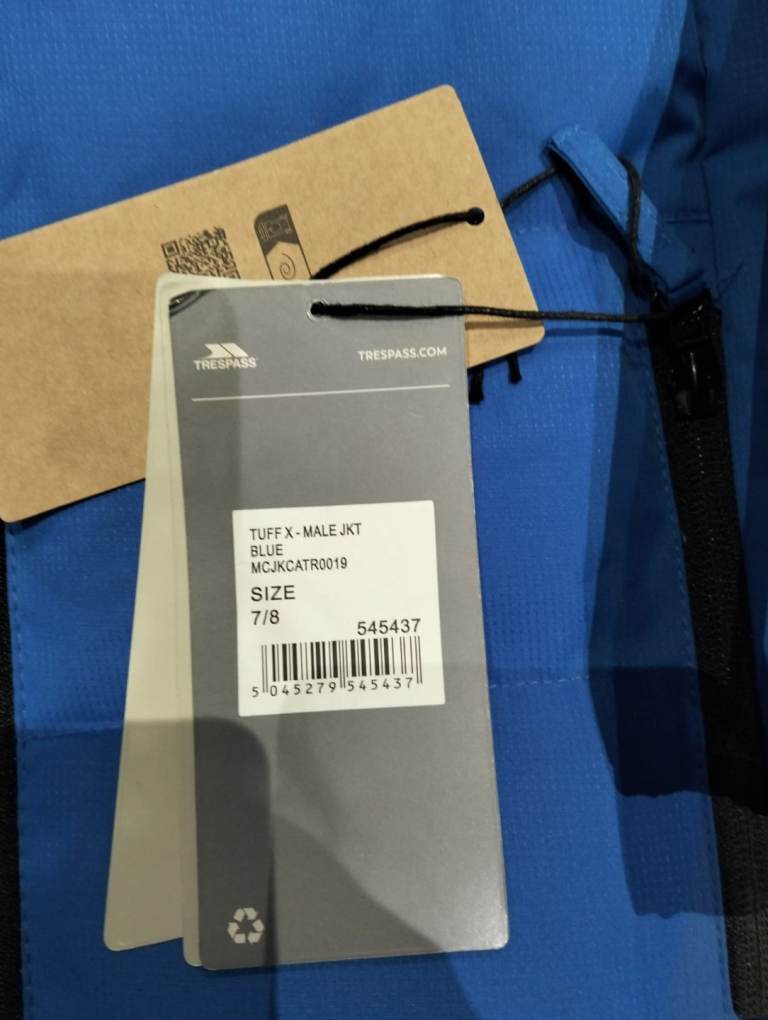 TRESPASS
TRESPASS.COM
TUFF X - MALE JKT
BLUE
MCJKCATR0019
SIZE
7/8
545437
5 045279 545437